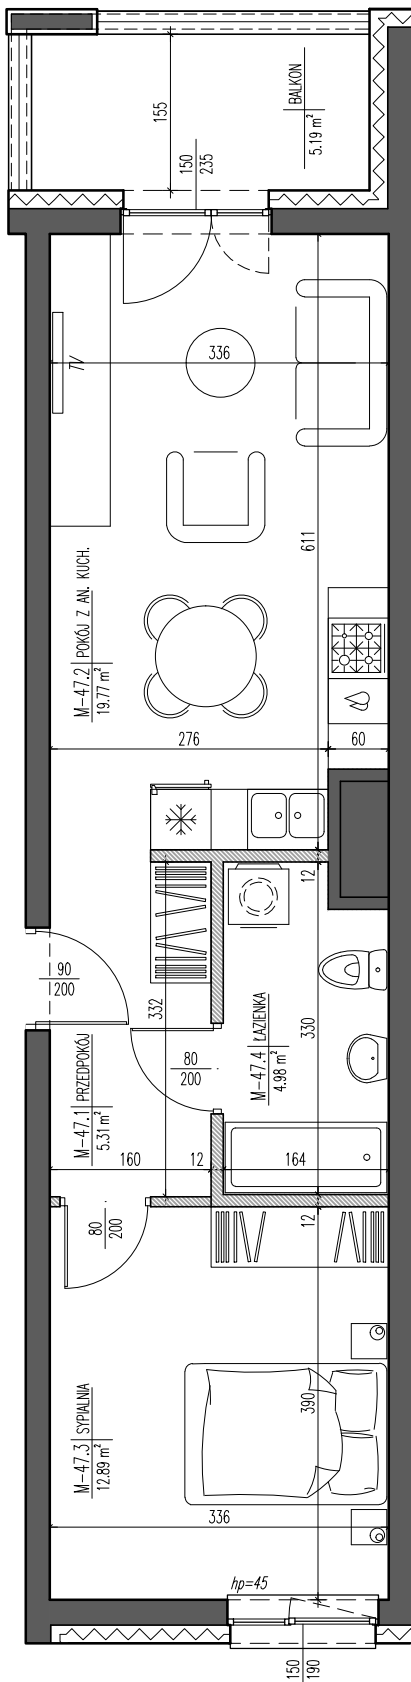 155
BALKON
5.19 m²
150
235
336
TV
611
M-47.2 POKÓJ Z AN. KUCH.
19.77 m²
276
60
12
90
200
332
M-47.4 ŁAZIENKA
4.98 m²
330
M-47.1 PRZEDPOKÓJ
5.31 m²
80
200
160
12
164
80
200
12
M-47.3 SYPIALNIA
12.89 m²
390
336
hp=45
150
190